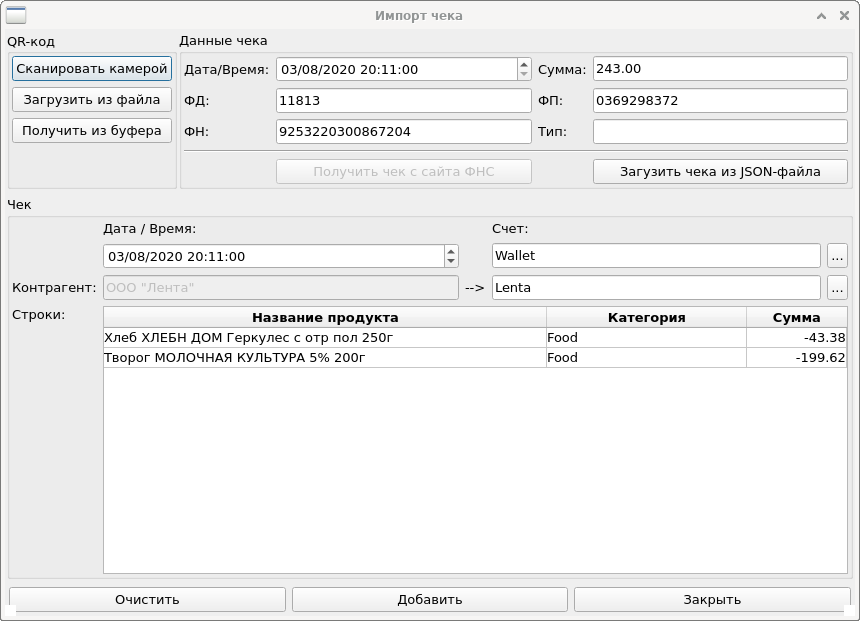 Импорт чека
QR-код
Сканировать камерой
Загрузить из файла
Получить из буфера
Данные чека
Дата/Время: 03/08/2020 20:11:00 Сумма: 243.00
ФД: 11813 ФП: 0369298372
ФН: 9253220300867204 Тип:
Получить чек с сайта ФНС Загузить чека из JSON-файла
Чек
Дата / Время: Счет:
03/08/2020 20:11:00 Wallet ...
Контрагент: ООО "Лента" --> Lenta ...
Строки: Название продукта Категория Сумма
Хлеб ХЛЕБН ДОМ Геркулес с отр пол 250г Food -43.38
Творог МОЛОЧНАЯ КУЛЬТУРА 5% 200г Food -199.62
Очистить Добавить Закрыть